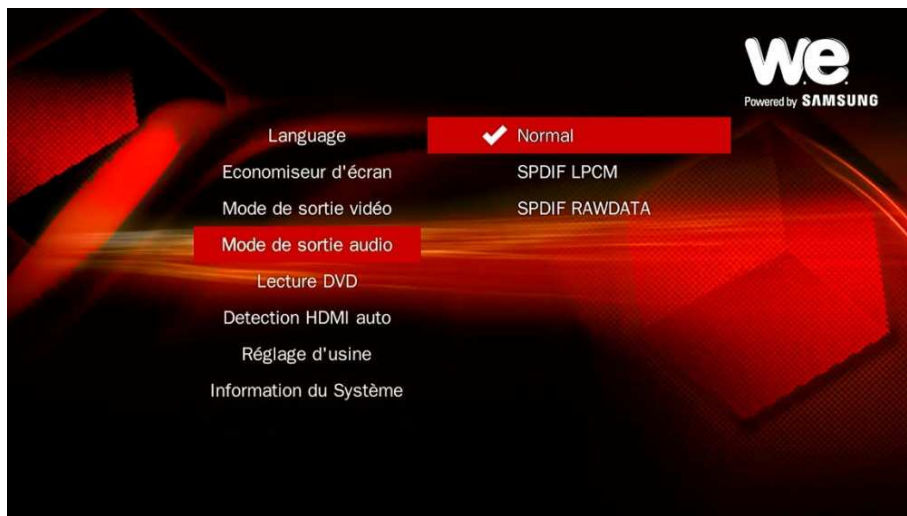 W.e.
Powered by SAMSUNG
Language
Economiseur d'écran
Mode de sortie vidéo
Mode de sortie audio
Lecture DVD
Detection HDMI auto
Réglage d'usine
Information du Système
Normal
SPDIF LPCM
SPDIF RAWDATA